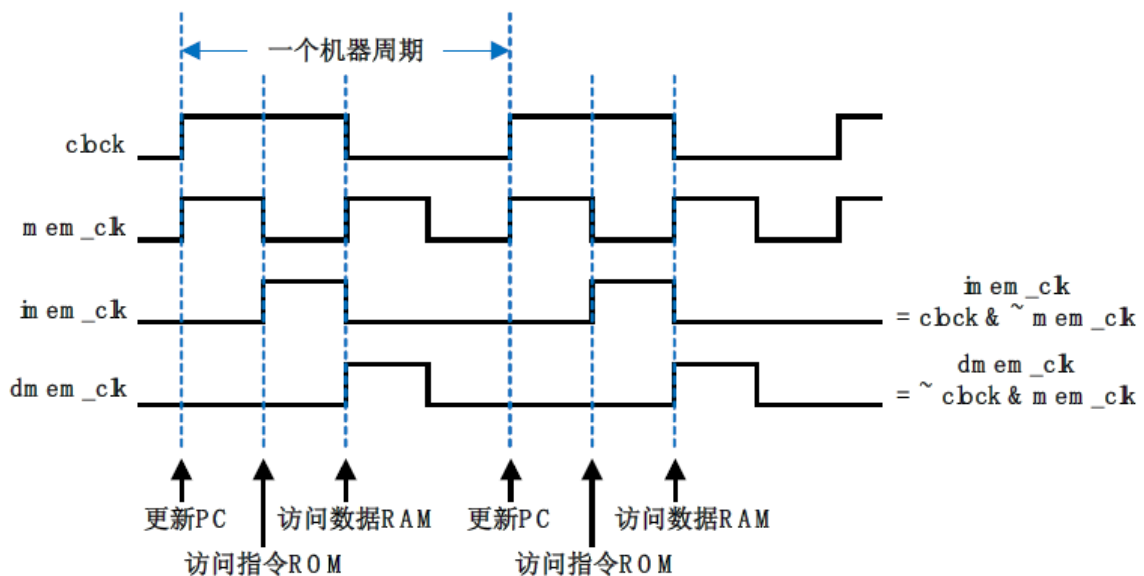 一个机器周期
clock
mem_clk
imem_clk
imem_clk
= clock & ~ mem_clk
dmem_clk
dmem_clk
= ~ clock & mem_clk
更新PC
访问数据RAM
更新PC
访问数据RAM
访问指令ROM
访问指令ROM